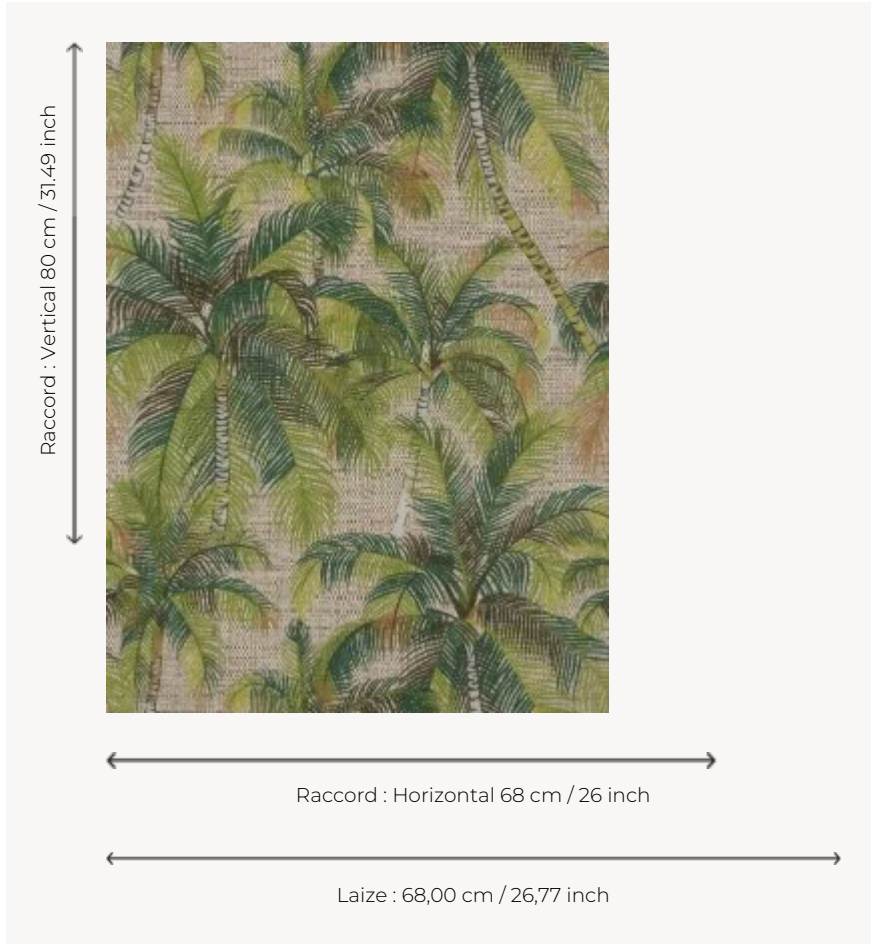 Raccord : Vertical 80 cm / 31.49 inch
Raccord : Horizontal 68 cm / 26 inch
Laize : 68,00 cm / 26,77 inch